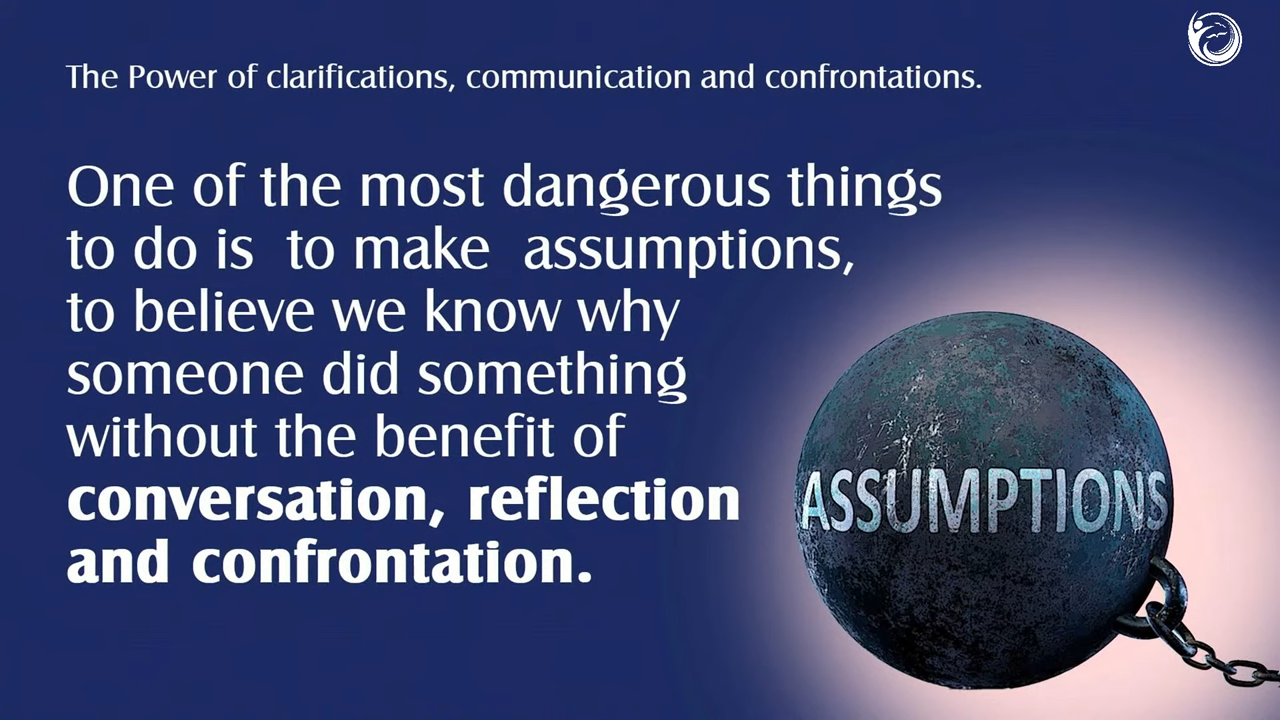 The Power of clarifications, communication and confrontations.
One of the most dangerous things
to do is  to make  assumptions,
to believe we know why
someone did something
without the benefit of
conversation, reflection
and confrontation.
ASSUMPTIONS